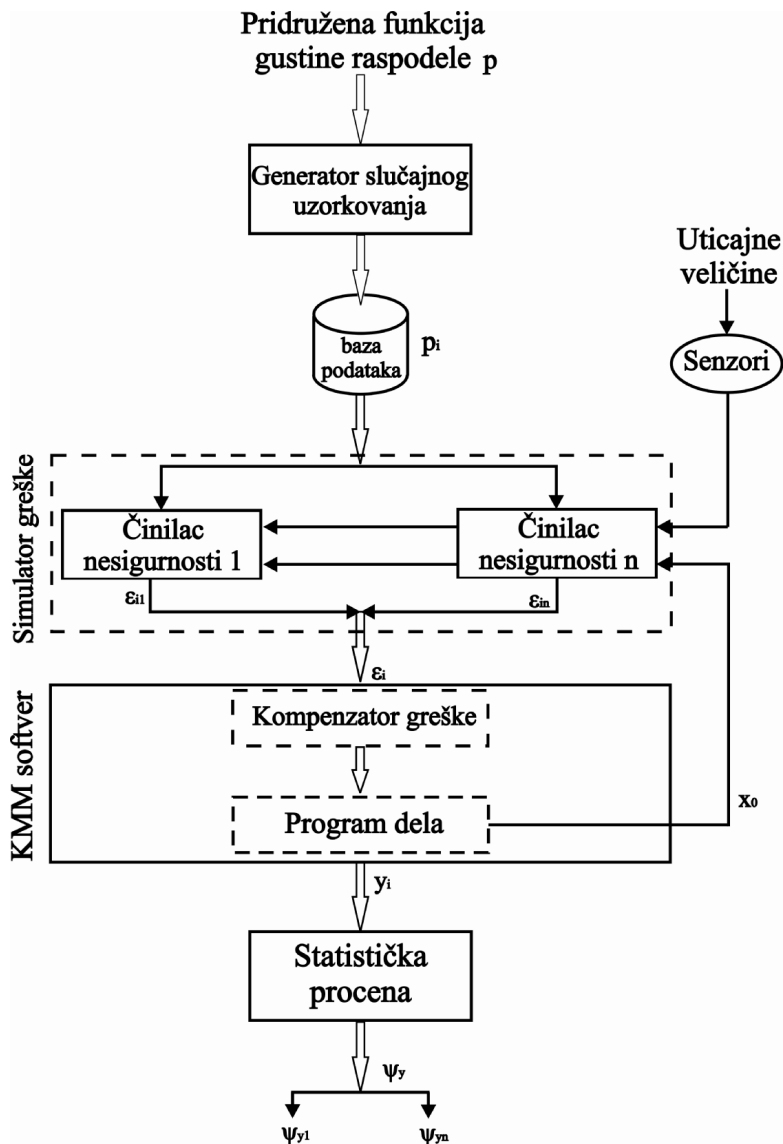 Pridružena funkcija
gustine raspodele p
Generator slučajnog
uzorkovanja
Uticajne
veličine
baza
podataka
pi
Senzori
Simulator greške
Činilac
nesigurnosti 1
Činilac
nesigurnosti n
εi1
εin
εi
KMM softver
Kompenzator greške
Program dela
x0
yi
Statistička
procena
ψy
ψy1
ψyn